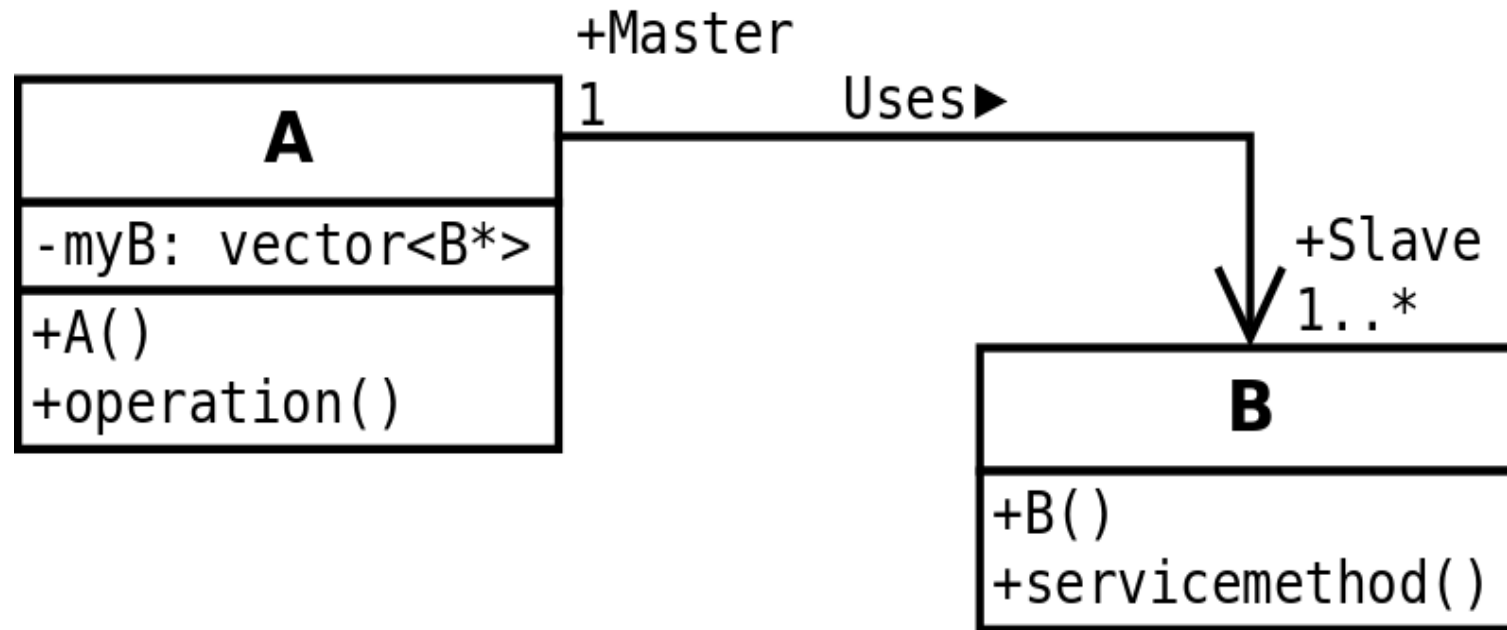 +Master
1
Uses►
A
-myB: vector<B*>
+A()
+operation()
+Slave
1..*
B
+B()
+servicemethod()